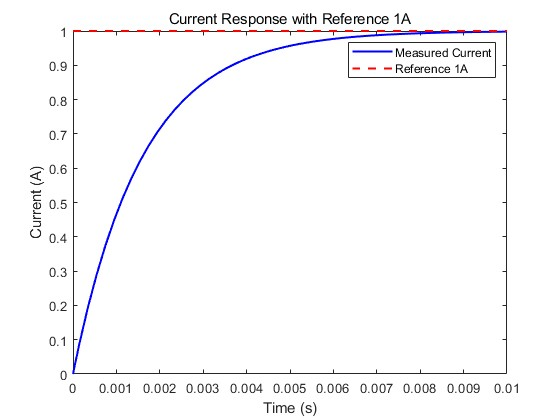 Current Response with Reference 1A
1
0.9
0.8
0.7
0.6
0.5
0.4
0.3
0.2
0.1
0
Current (A)
Measured Current
Reference 1A
0 0.001 0.002 0.003 0.004 0.005 0.006 0.007 0.008 0.009 0.01
Time (s)